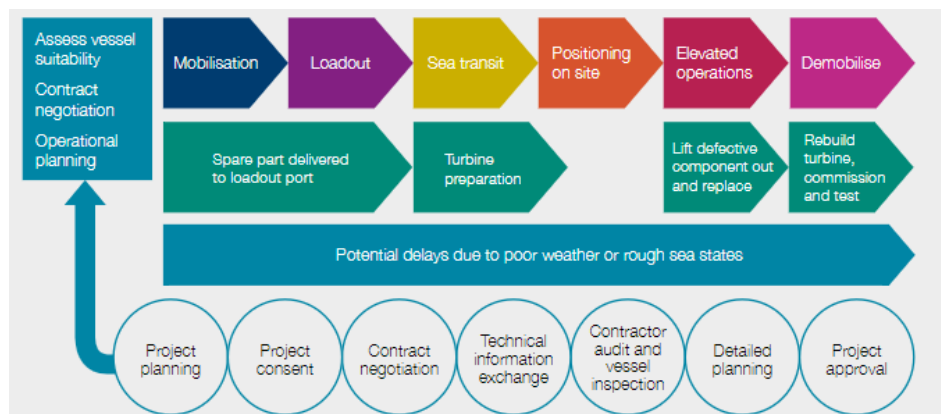 Assess vessel
suitability
Contract
negotiation
Operational
planning
Mobilisation
Loadout
Sea transit
Positioning
on site
Elevated
operations
Demobilise
Spare part delivered
to loadout port
Turbine
preparation
Lift defective
component out
and replace
Rebuild
turbine,
commission
and test
Potential delays due to poor weather or rough sea states
Project
planning
Project
consent
Contract
negotiation
Technical
information
exchange
Contractor
audit and
vessel
inspection
Detailed
planning
Project
approval